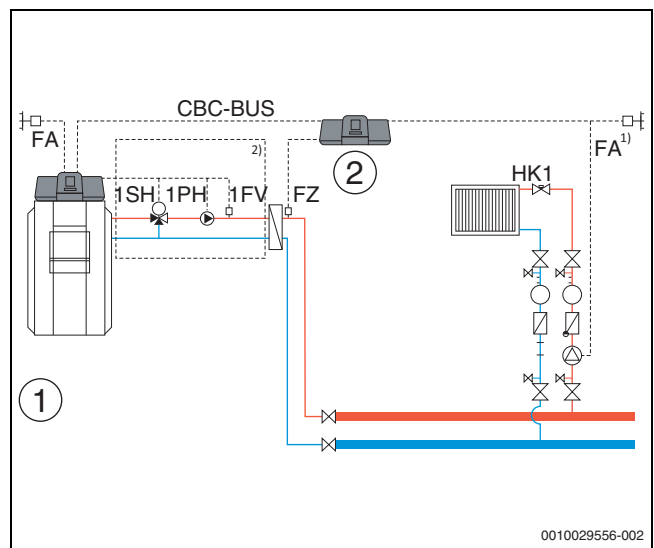 CBC-BUS
FA
2)
FA1)
2
1SH 1PH 1FV FZ
HK1
1
0010029556-002